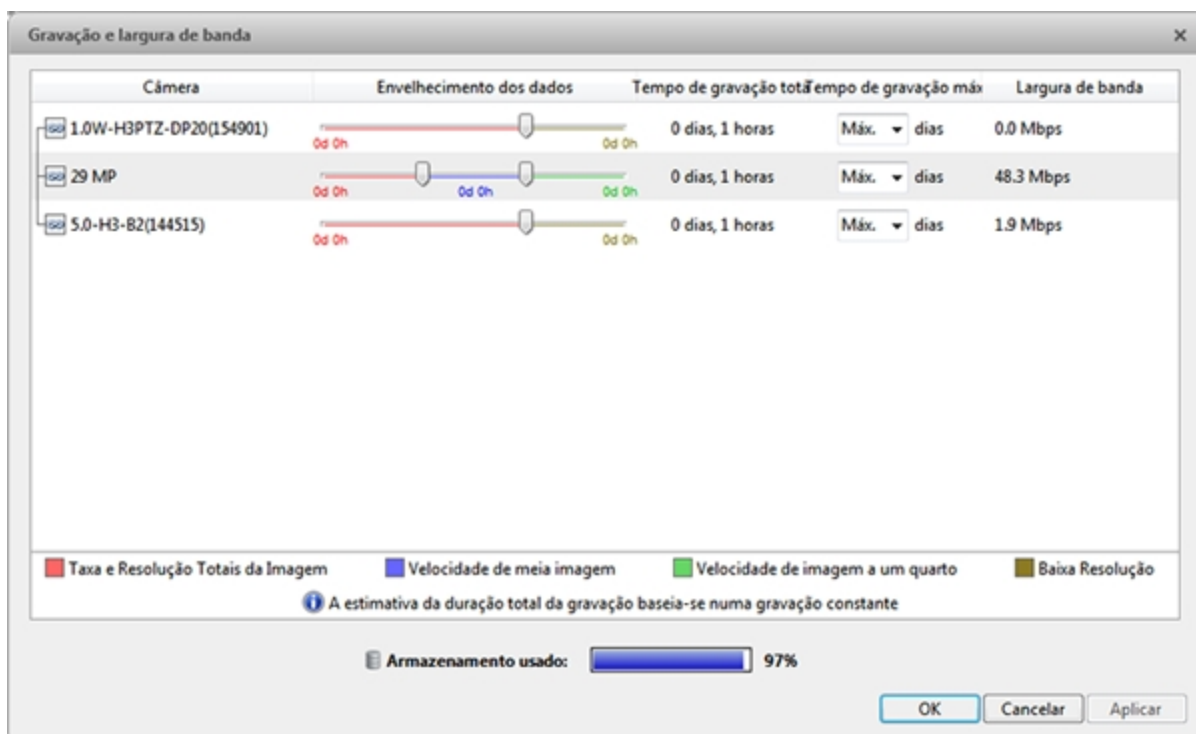 Gravação e largura de banda
Câmera Envelhecimento dos dados Tempo de gravação tota Tempo de gravação máx Largura de banda
1.0W-H3PTZ-DP20(154901) 0 dias, 1 horas Máx. dias 0.0 Mbps
0d 0h 0d 0h
29 MP 0 dias, 1 horas Máx. dias 48.3 Mbps
0d 0h 0d 0h 0d 0h
5.0-H3-B2(144515) 0 dias, 1 horas Máx. dias 1.9 Mbps
0d 0h 0d 0h
Taxa e Resolução Totais da Imagem Velocidade de meia imagem Velocidade de imagem a um quarto Baixa Resolução
A estimativa da duração total da gravação baseia-se numa gravação constante
Armazenamento usado: 97%
OK Cancelar Aplicar